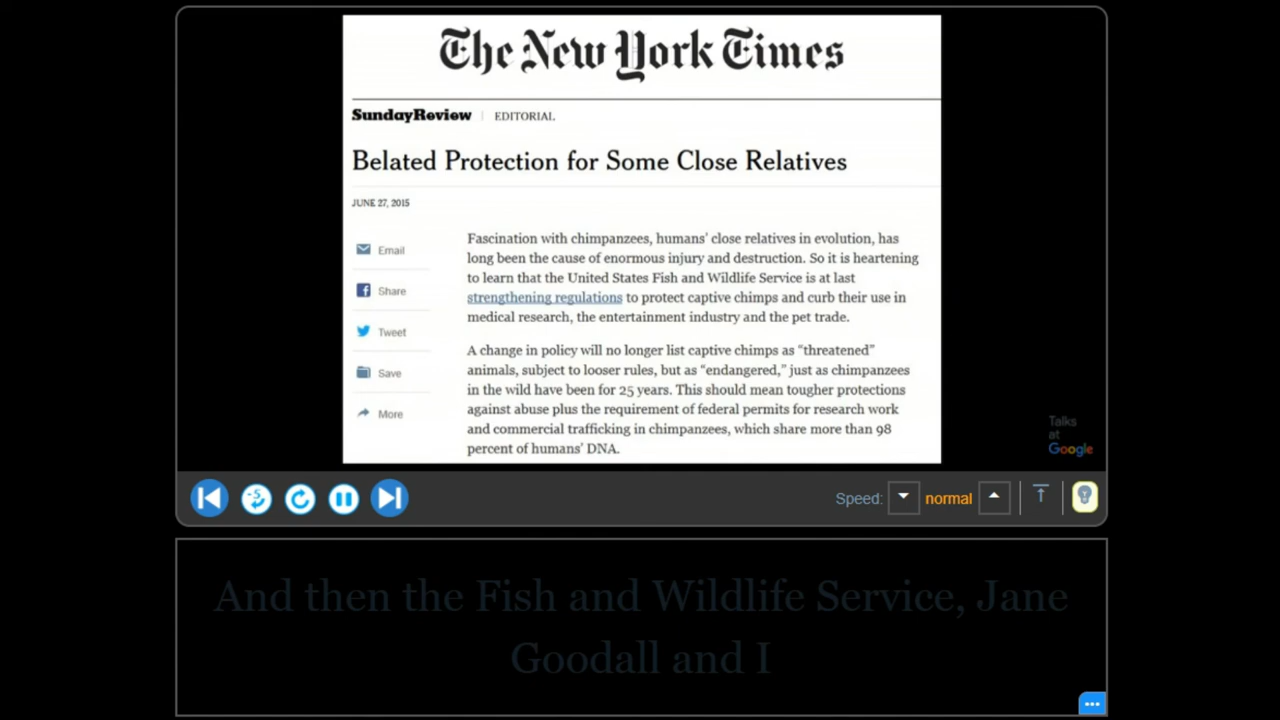 The New York Times
SundayReview | EDITORIAL
Belated Protection for Some Close Relatives
JUNE 27, 2015
Email
Share
Tweet
Save
More
Fascination with chimpanzees, humans' close relatives in evolution, has
long been the cause of enormous injury and destruction. So it is heartening
to learn that the United States Fish and Wildlife Service is at last
strengthening regulations to protect captive chimps and curb their use in
medical research, the entertainment industry and the pet trade.
A change in policy will no longer list captive chimps as “threatened”
animals, subject to looser rules, but as “endangered,” just as chimpanzees
in the wild have been for 25 years. This should mean tougher protections
against abuse plus the requirement of federal permits for research work
and commercial trafficking in chimpanzees, which share more than 98
percent of humans' DNA.
Talks
at
Google
-5
Speed: normal
And then the Fish and Wildlife Service, Jane
Goodall and I